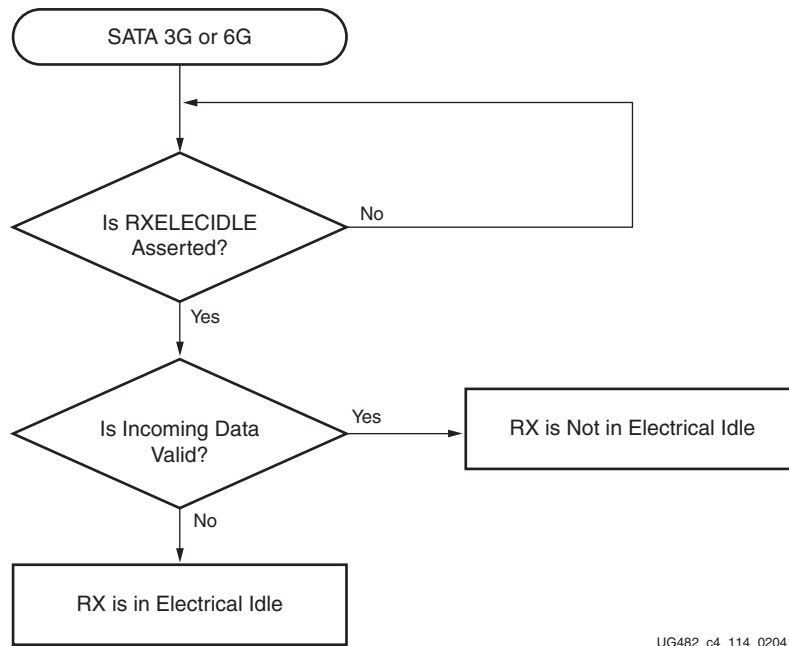 SATA 3G or 6G
Is RXELECIDLE
Asserted?
No
Yes
Is Incoming Data
Valid?
Yes
RX is Not in Electrical Idle
No
RX is in Electrical Idle
UG482_c4_114_0204